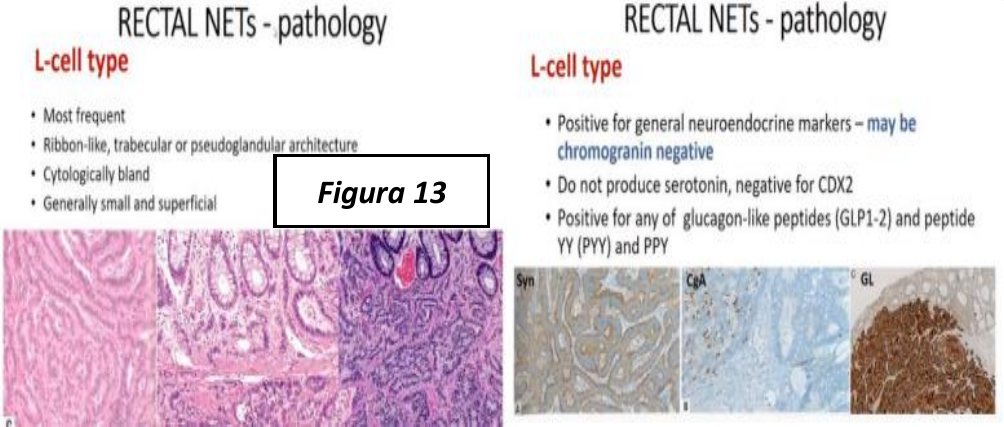 RECTAL NETs - pathology
L-cell type
• Most frequent
• Ribbon-like, trabecular or pseudoglandular architecture
• Cytologically bland
• Generally small and superficial
Figura 13
RECTAL NETs - pathology
L-cell type
• Positive for general neuroendocrine markers – may be
chromogranin negative
• Do not produce serotonin, negative for CDX2
• Positive for any of glucagon-like peptides (GLP1-2) and peptide
YY (PYY) and PPY
Syn
CgA
GL
B